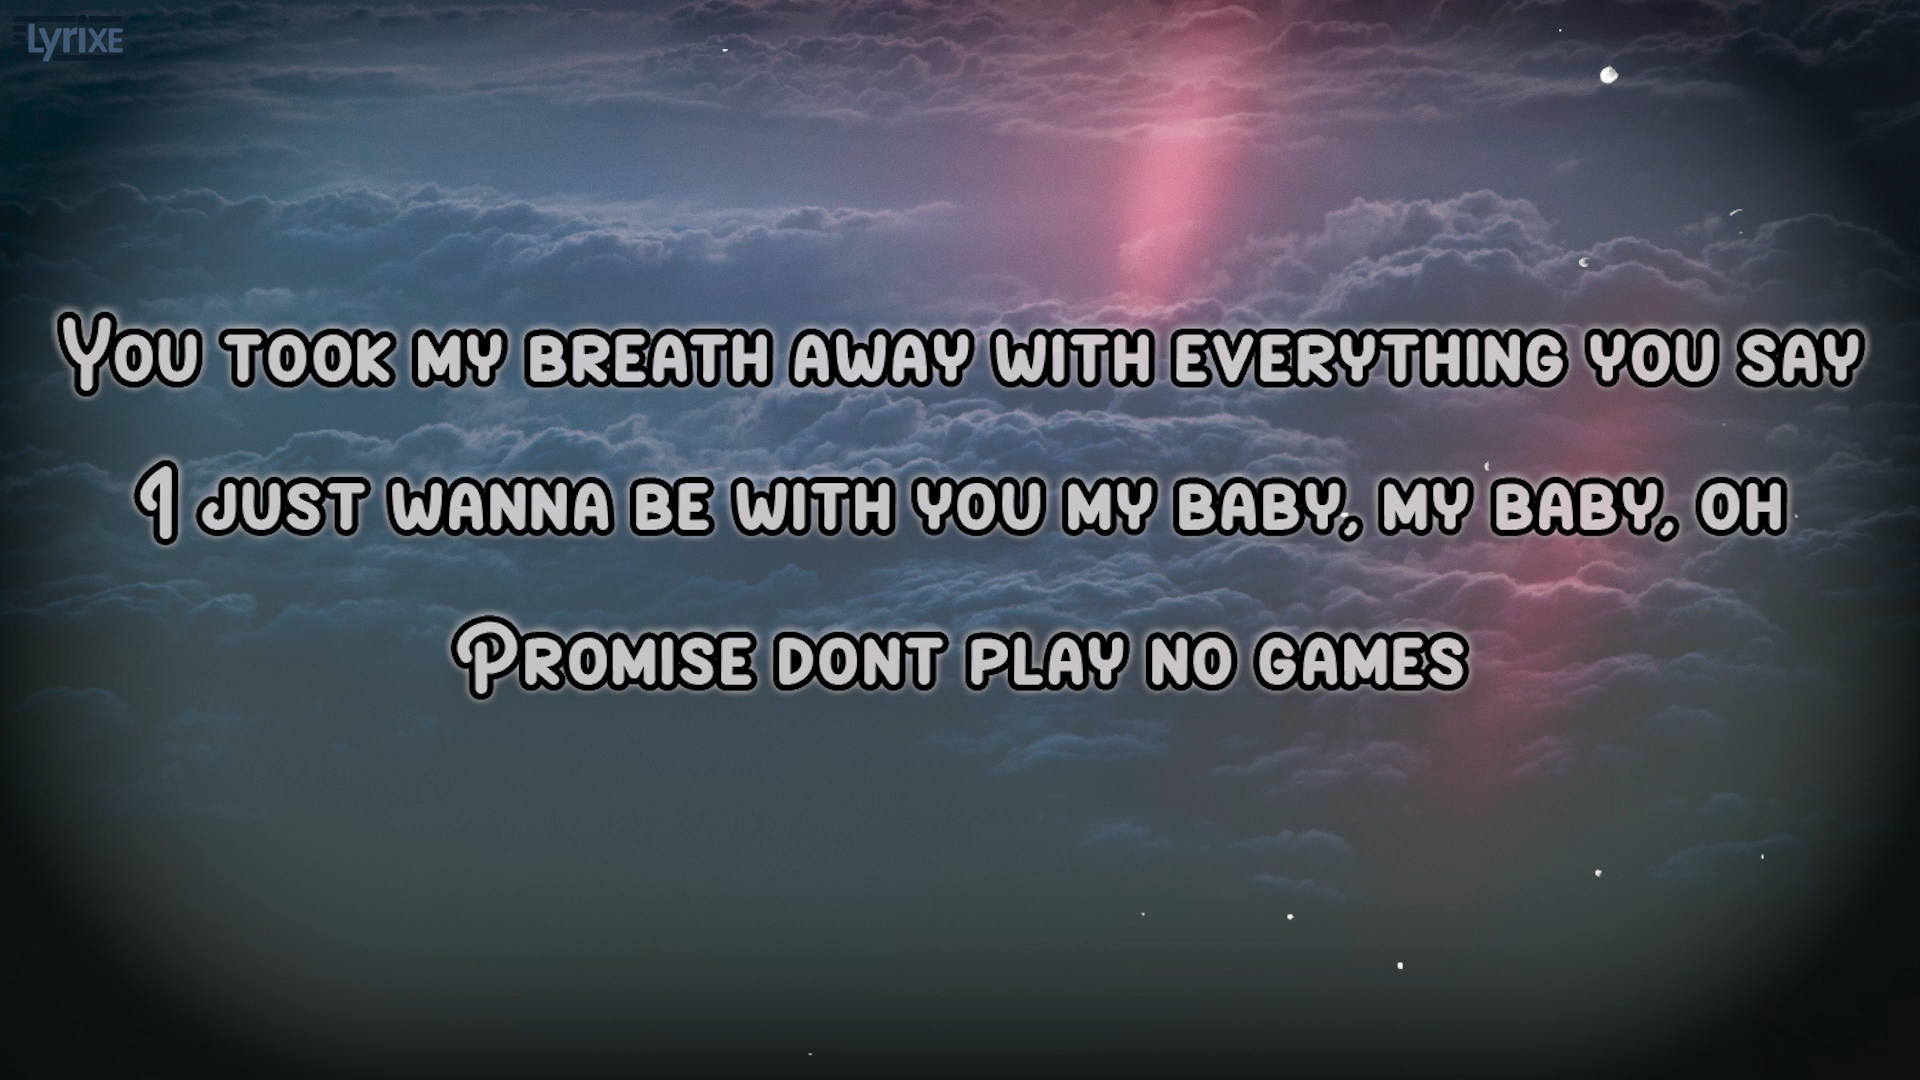 LyrixE
You took my breath away with everything you say
I just wanna be with you my baby, my baby, oh
Promise dont play no games